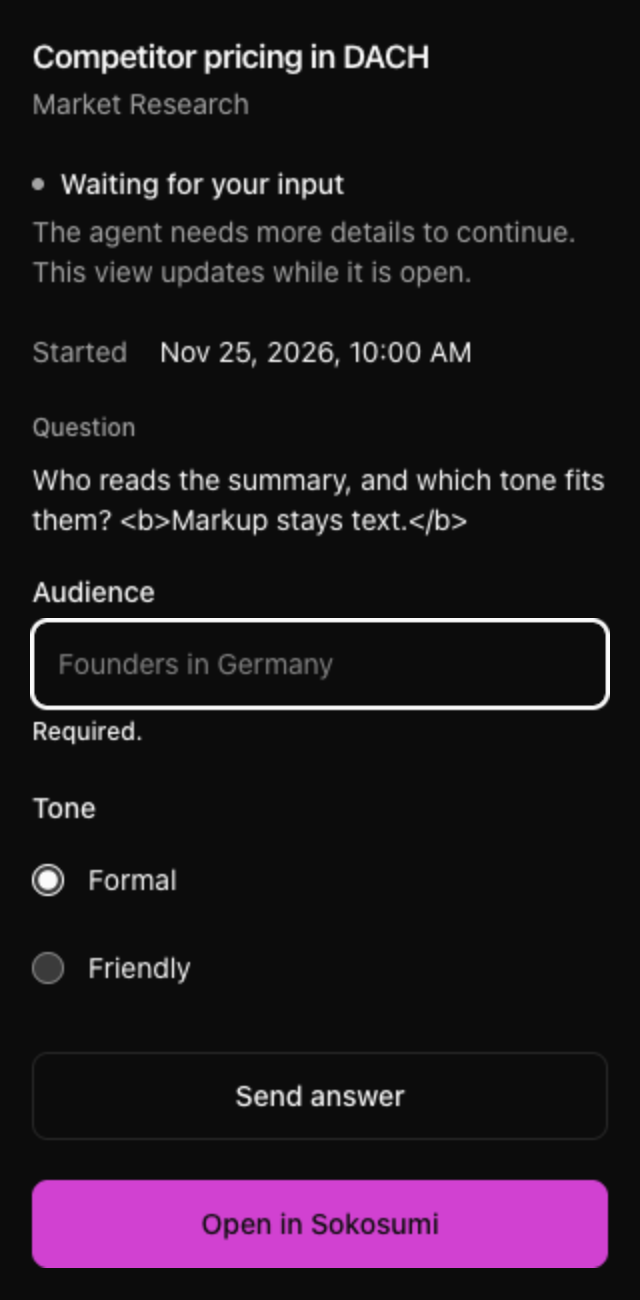 Competitor pricing in DACH
Market Research
Waiting for your input
The agent needs more details to continue.
This view updates while it is open.
Started Nov 25, 2026, 10:00 AM
Question
Who reads the summary, and which tone fits
them? <b>Markup stays text.</b>
Audience
Founders in Germany
Required.
Tone
Formal
Friendly
Send answer
Open in Sokosumi